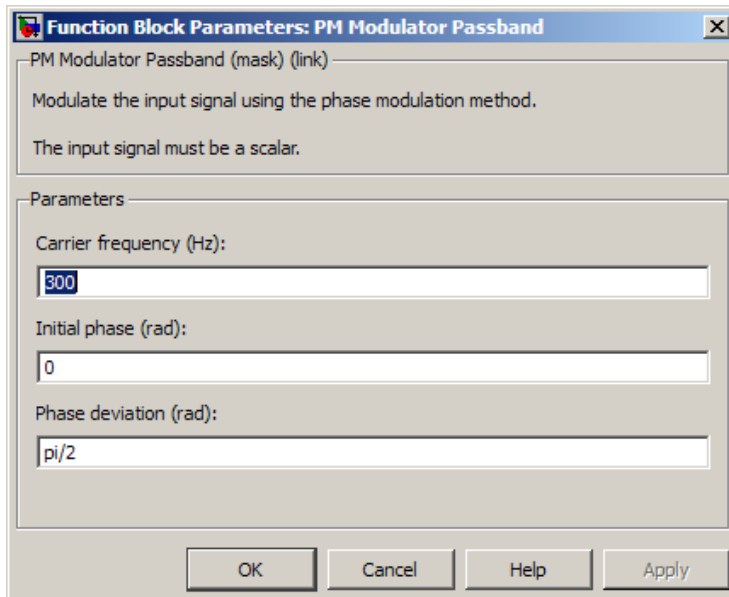 Function Block Parameters: PM Modulator Passband
PM Modulator Passband (mask) (link)
Modulate the input signal using the phase modulation method.
The input signal must be a scalar.
Parameters
Carrier frequency (Hz):
300
Initial phase (rad):
0
Phase deviation (rad):
pi/2
OK Cancel Help Apply